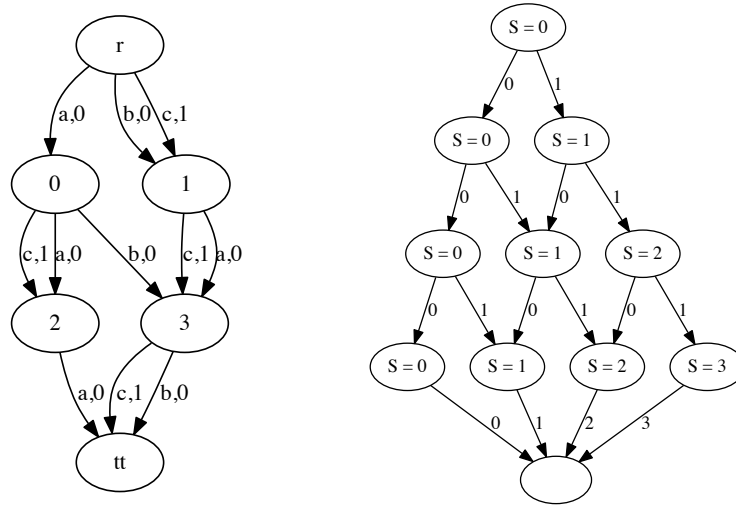 r
a,0 b,0 c,1
0 1
c,1 a,0 b,0 c,1 a,0
2 3
a,0 c,1 b,0
tt
S = 0
0 1
S = 0 S = 1
0 1 0 1
S = 0 S = 1 S = 2
0 1 0 1 0 1
S = 0 S = 1 S = 2 S = 3
0 1 2 3